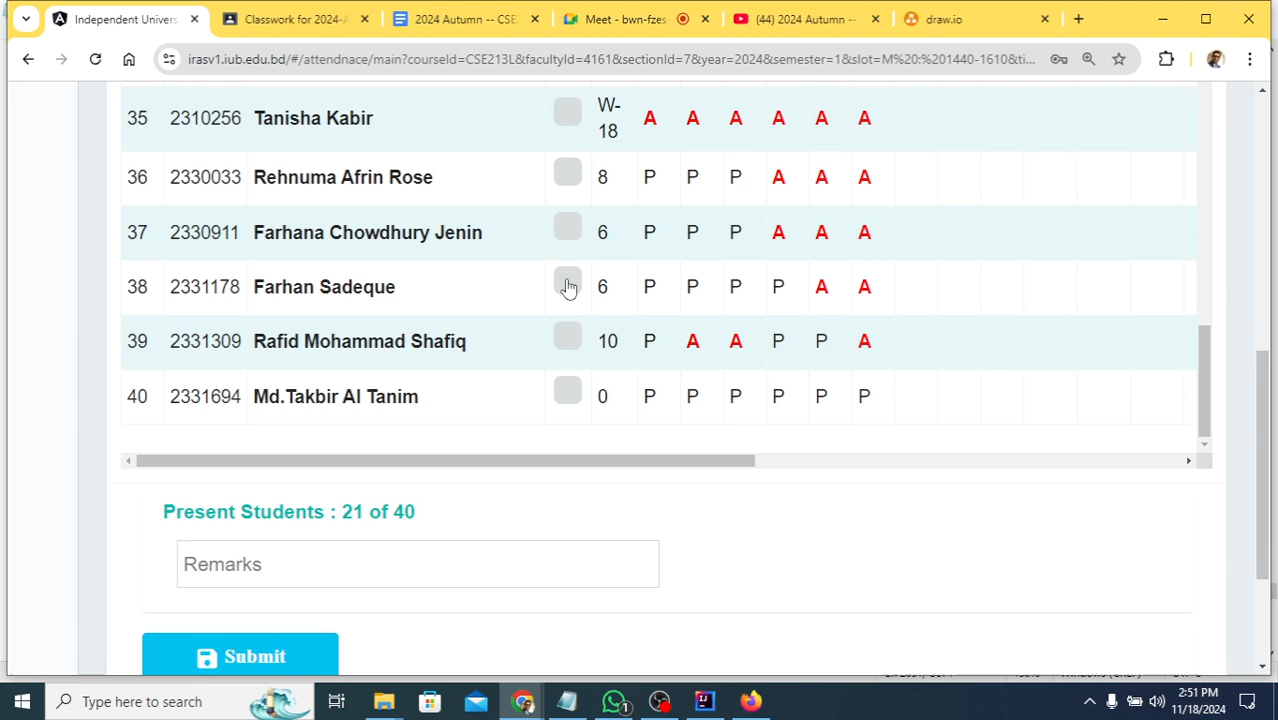 Independent Univers
Classwork for 2024-A
2024 Autumn -- CSE
Meet - bwn-fzes-
(44) 2024 Autumn --
draw.io
irasv1.iub.edu.bd/#/attendnace/main?courseId=CSE213L&facultyId=4161&sectionId=7&year=2024&semester=1&slot=M%20:%201440-1610&ti...
35 2310256 Tanisha Kabir W-18 A A A A A A
36 2330033 Rehnuma Afrin Rose 8 P P P A A A
37 2330911 Farhana Chowdhury Jenin 6 P P P A A A
38 2331178 Farhan Sadeque 6 P P P P A A
39 2331309 Rafid Mohammad Shafiq 10 P A A P P A
40 2331694 Md.Takbir Al Tanim 0 P P P P P P
Present Students : 21 of 40
Remarks
Submit
Type here to search
1
2:51 PM
11/18/2024